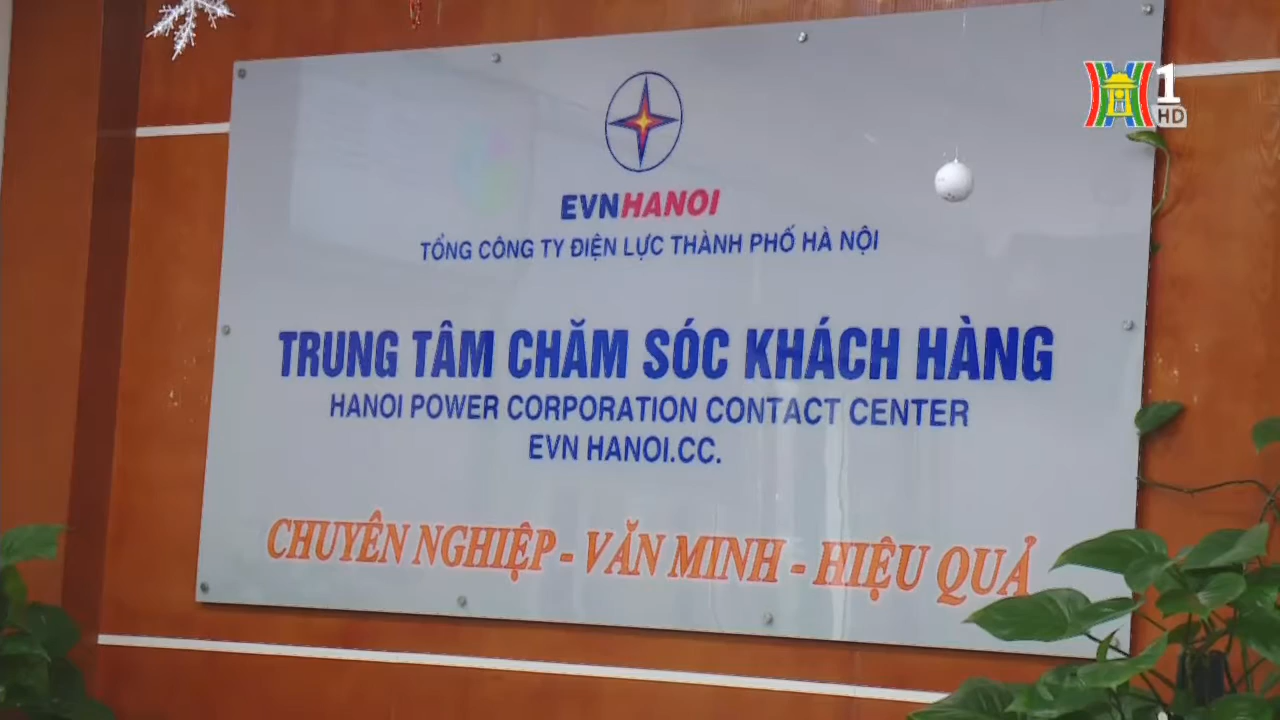 1
HD
EVNHANOI
TỔNG CÔNG TY ĐIỆN LỰC THÀNH PHỐ HÀ NỘI
TRUNG TÂM CHĂM SÓC KHÁCH HÀNG
HANOI POWER CORPORATION CONTACT CENTER
EVN HANOI.CC.
CHUYÊN NGHIỆP - VĂN MINH - HIỆU QUẢ